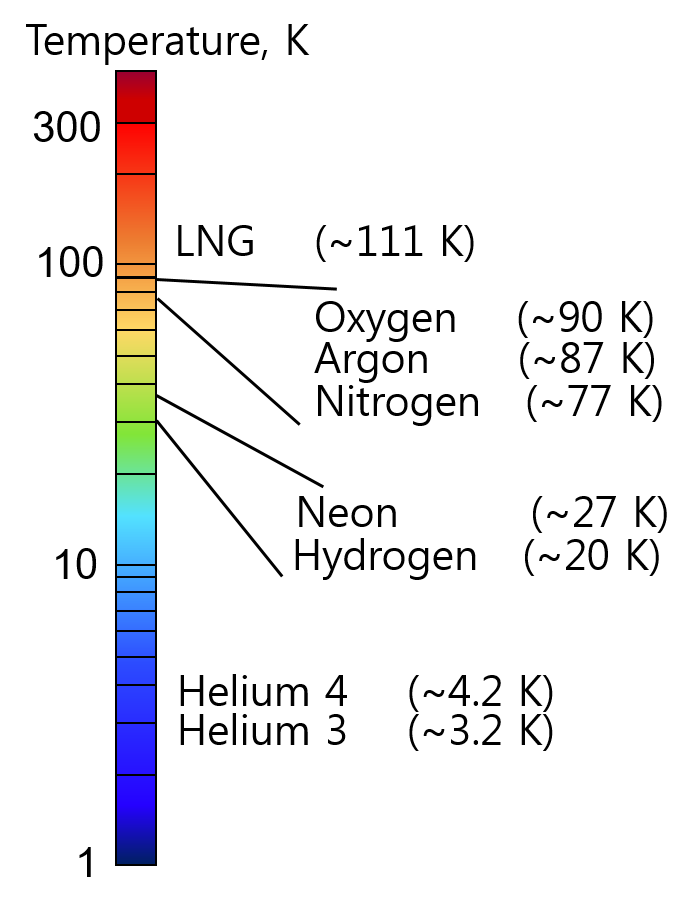 Temperature, K
300
LNG (~111 K)
100
Oxygen (~90 K)
Argon (~87 K)
Nitrogen (~77 K)
Neon (~27 K)
Hydrogen (~20 K)
10
Helium 4 (~4.2 K)
Helium 3 (~3.2 K)
1